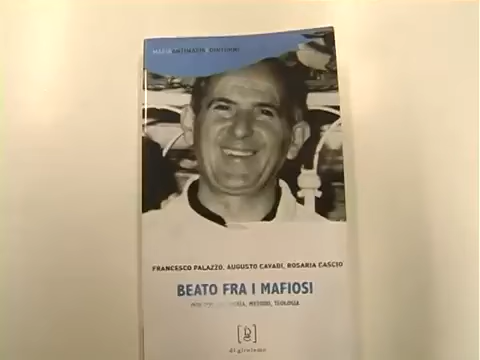 FRANCESCO PALAZZO, AUGUSTO CAVADI, ROSARIA CASCIO
BEATO FRA I MAFIOSI
METODO, TEOLOGIA
di girolamo